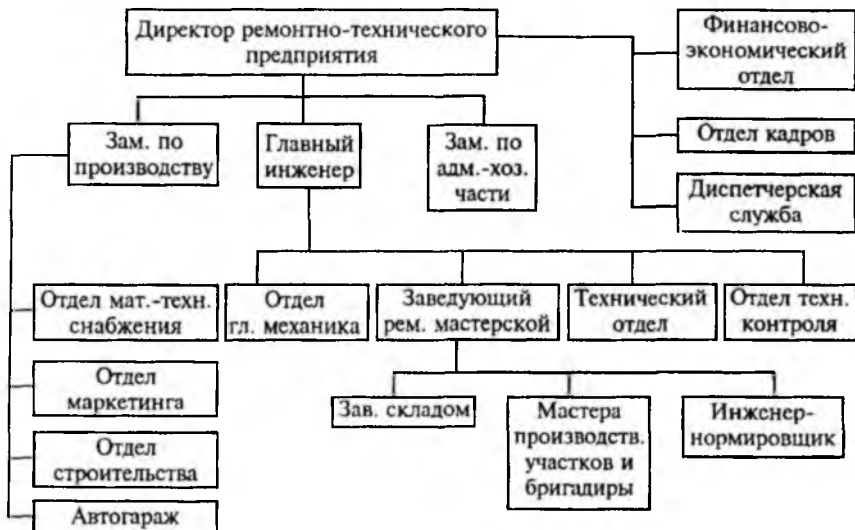 Директор ремонтно-технического
предприятия
Финансово-
экономический
отдел
Отдел кадров
Диспетчерская
служба
Зам. по
производству
Главный
инженер
Зам. по
адм.-хоз.
части
Отдел мат.-техн.
снабжения
Отдел
гл. механика
Заведующий
рем. мастерской
Технический
отдел
Отдел техн.
контроля
Отдел
маркетинга
Отдел
строительства
Автогараж
Зав. складом
Мастера
производств.
участков и
бригадиры
Инженер-
нормировщик